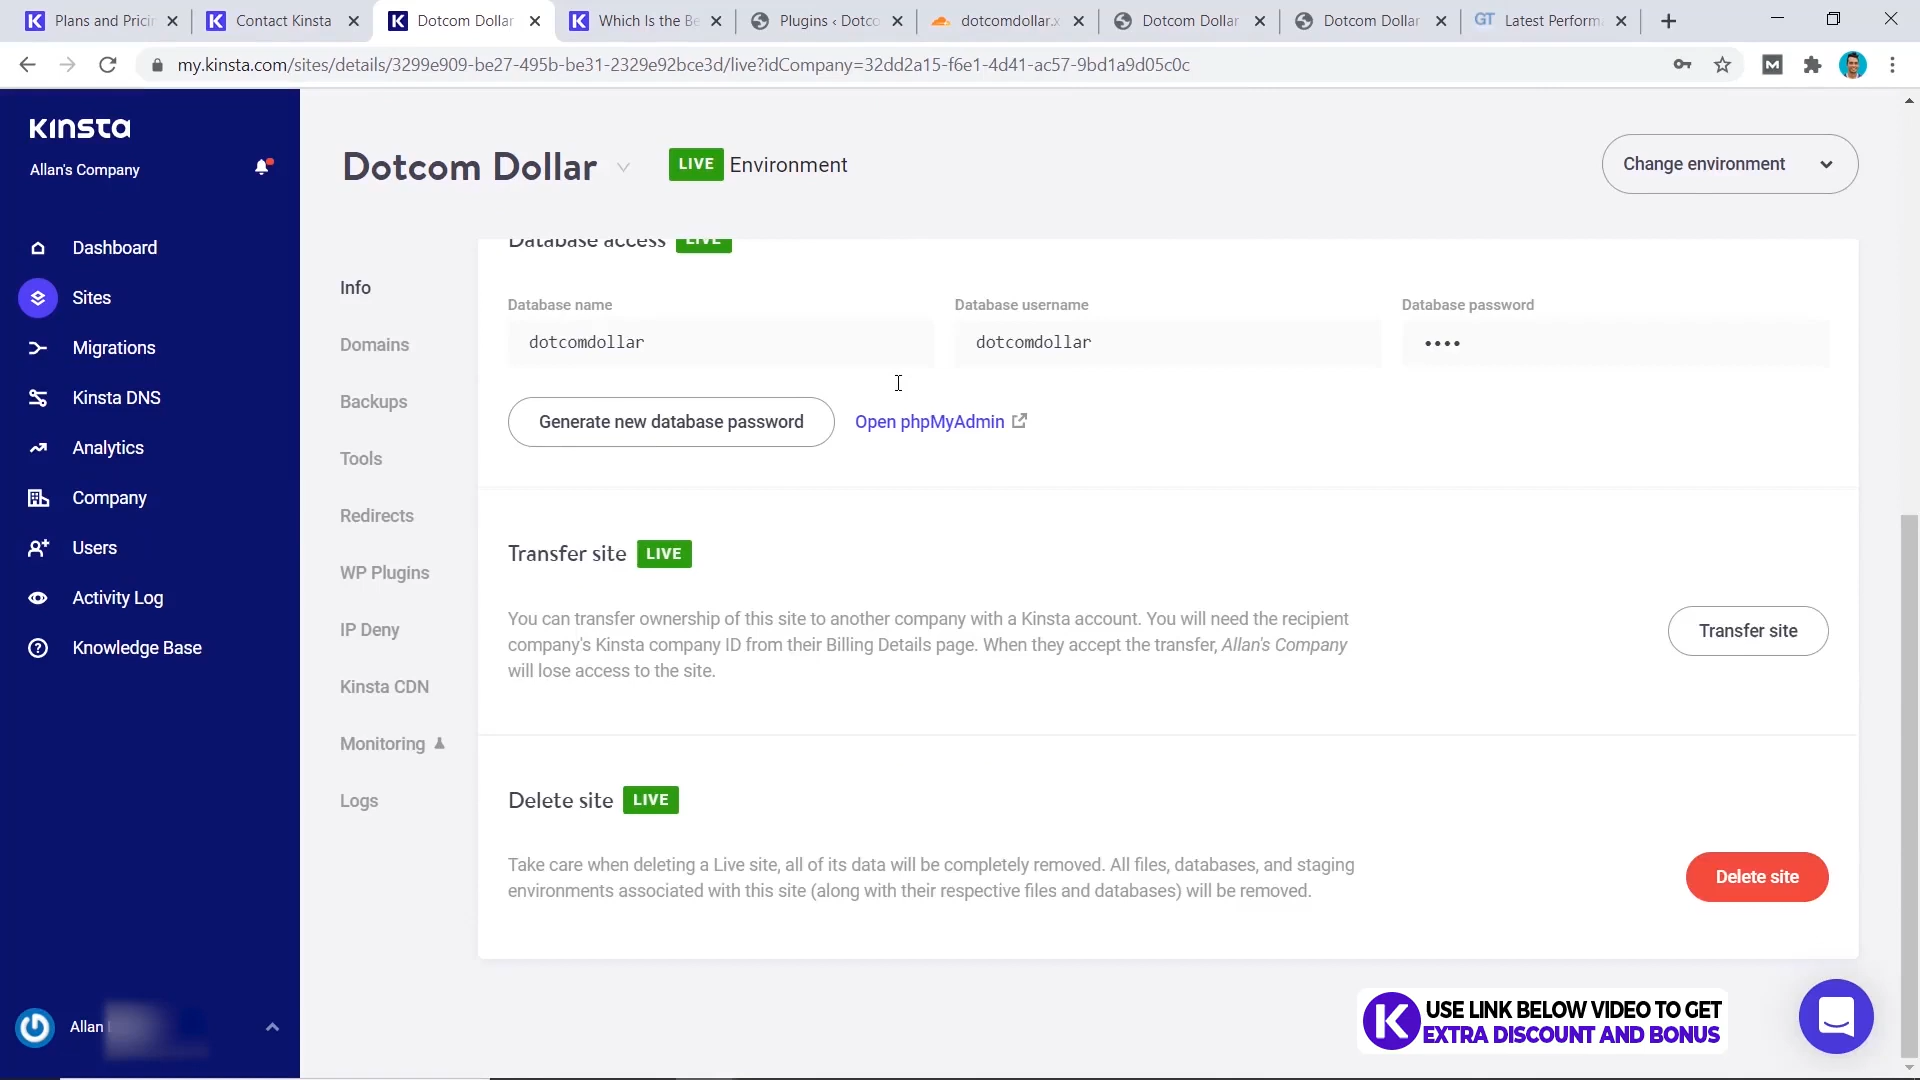 Plans and Pricin
Contact Kinsta
Dotcom Dollar
Which Is the Be
Plugins ‹ Dotco
dotcomdollar.x
Dotcom Dollar
Dotcom Dollar
GT Latest Perform
my.kinsta.com/sites/details/3299e909-be27-495b-be31-2329e92bce3d/live?idCompany=32dd2a15-f6e1-4d41-ac57-9bd1a9d05c0c
KINSTA
Allan's Company
Dashboard
Sites
Migrations
Kinsta DNS
Analytics
Company
Users
Activity Log
Knowledge Base
Allan
Dotcom Dollar
LIVE Environment
Change environment
Info
Domains
Backups
Tools
Redirects
WP Plugins
IP Deny
Kinsta CDN
Monitoring
Logs
Database access LIVE
Database name
dotcomdollar
Database username
dotcomdollar
Database password
••••
Generate new database password
Open phpMyAdmin
Transfer site LIVE
You can transfer ownership of this site to another company with a Kinsta account. You will need the recipient
company's Kinsta company ID from their Billing Details page. When they accept the transfer, Allan's Company
will lose access to the site.
Transfer site
Delete site LIVE
Take care when deleting a Live site, all of its data will be completely removed. All files, databases, and staging
environments associated with this site (along with their respective files and databases) will be removed.
Delete site
K USE LINK BELOW VIDEO TO GET
EXTRA DISCOUNT AND BONUS